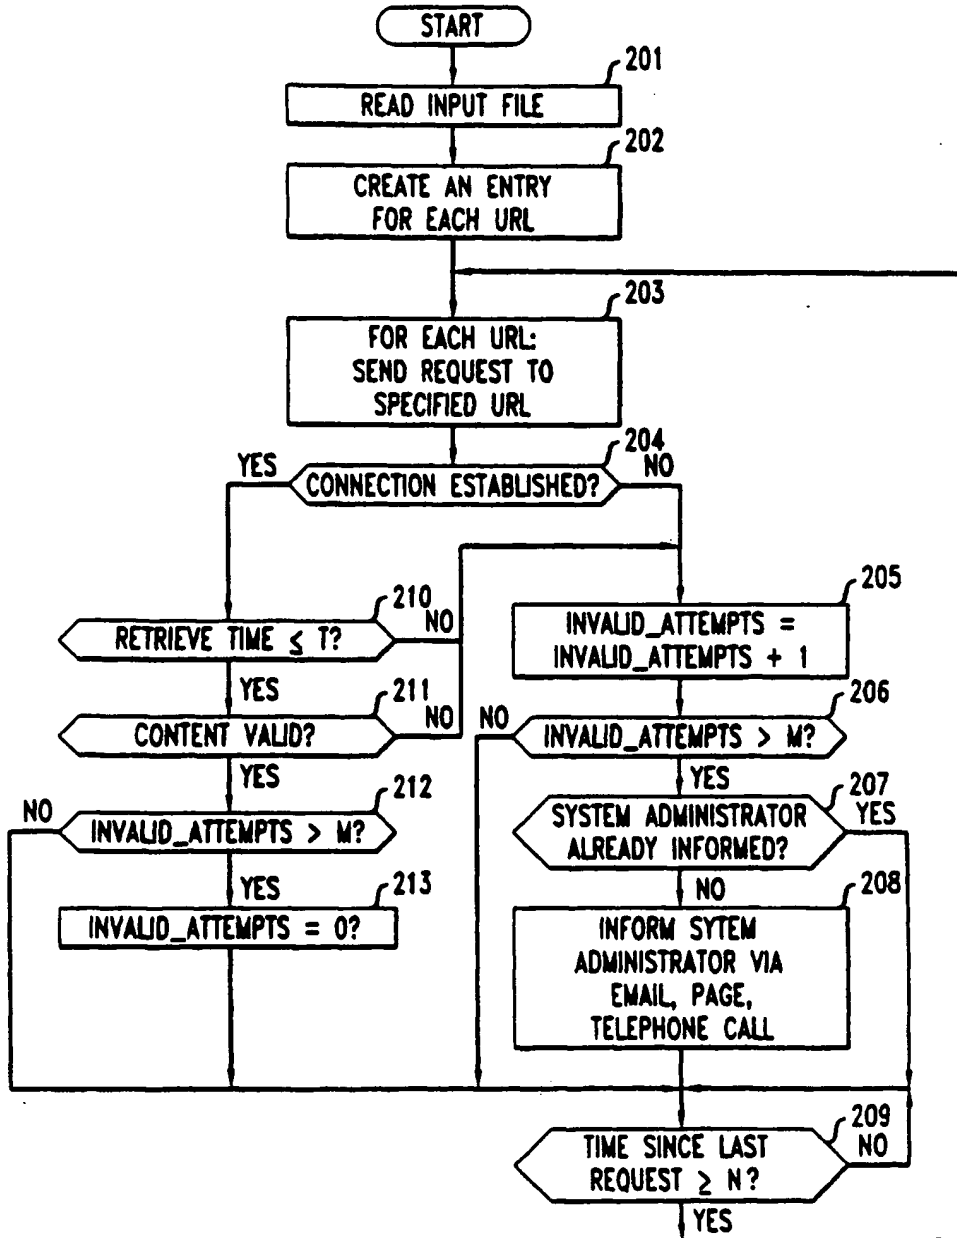 START
201
READ INPUT FILE
202
CREATE AN ENTRY
FOR EACH URL
203
FOR EACH URL:
SEND REQUEST TO
SPECIFIED URL
204
YES
NO
CONNECTION ESTABLISHED?
210
RETRIEVE TIME ≤ T?
NO
205
INVALID_ATTEMPTS =
INVALID_ATTEMPTS + 1
YES
211
CONTENT VALID?
NO
206
NO
INVALID_ATTEMPTS > M?
YES
212
NO
INVALID_ATTEMPTS > M?
YES
207
SYSTEM ADMINISTRATOR
ALREADY INFORMED?
YES
YES
213
INVALID_ATTEMPTS = 0?
NO
208
INFORM SYTEM
ADMINISTRATOR VIA
EMAIL, PAGE,
TELEPHONE CALL
209
TIME SINCE LAST
REQUEST ≥ N?
NO
YES